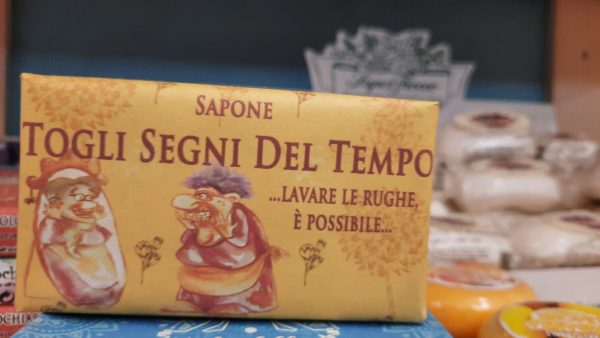 SAPONE
TOGLI SEGNI DEL TEMPO
...LAVARE LE RUGHE,
È POSSIBILE...